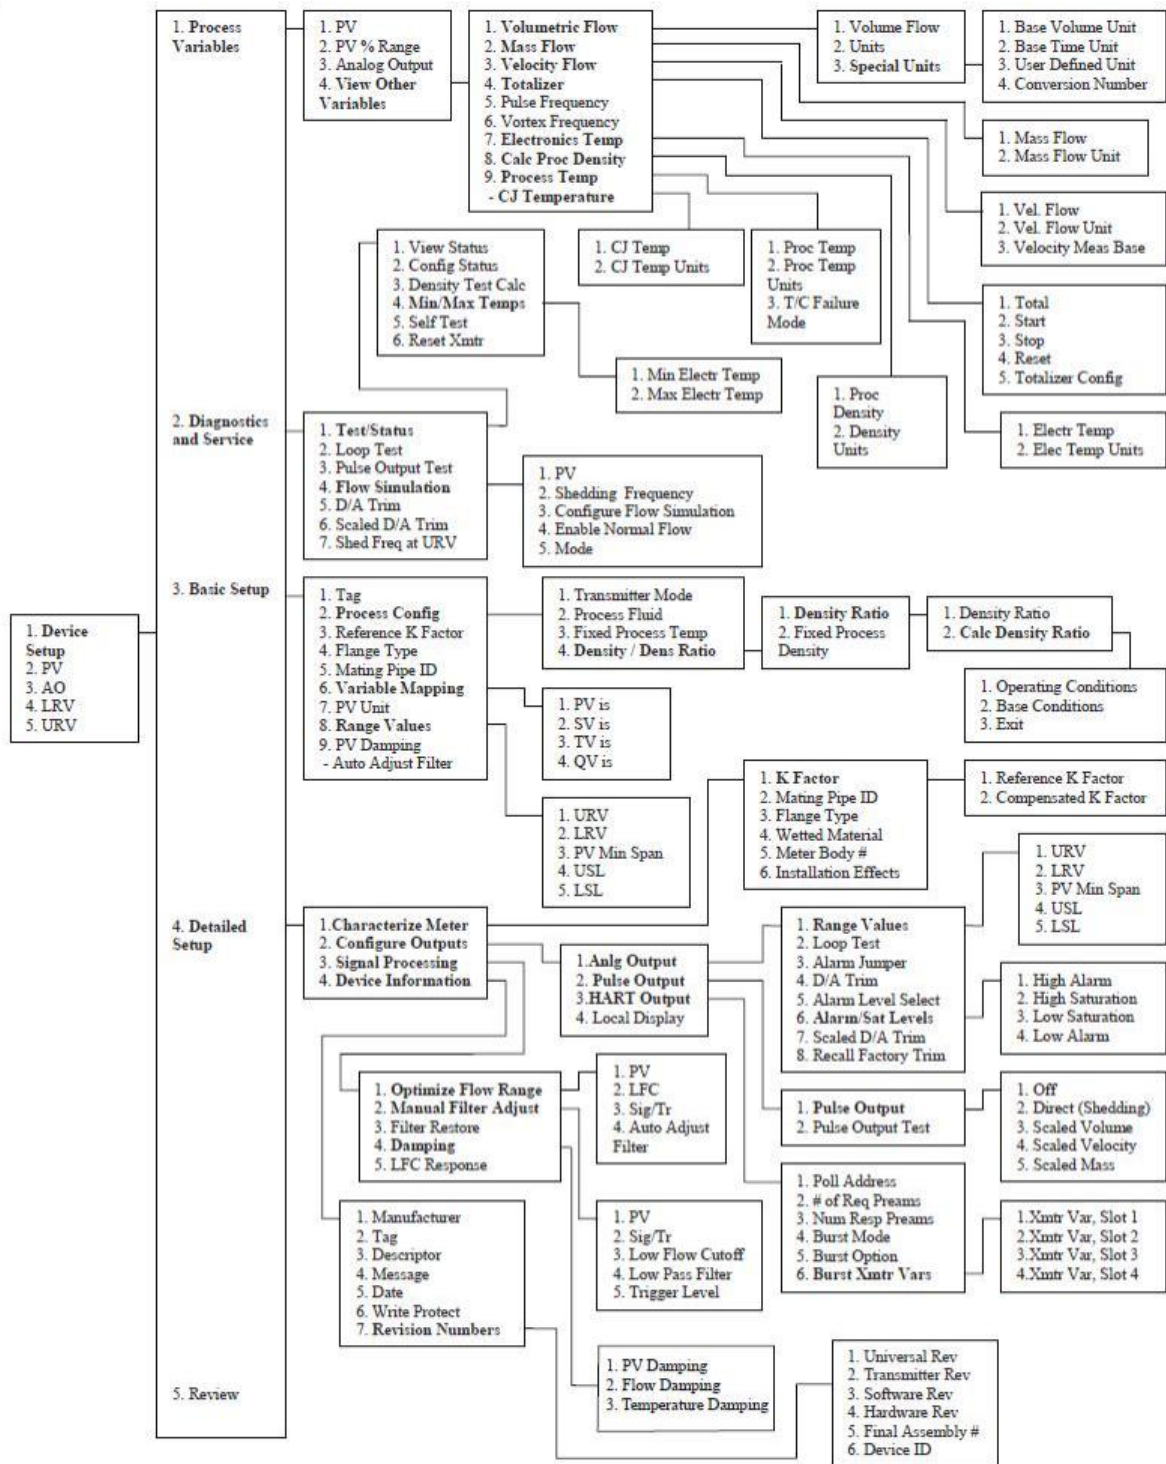 1. Device
Setup
2. PV
3. AO
4. LRV
5. URV
1. Process
Variables
2. Diagnostics
and Service
3. Basic Setup
4. Detailed
Setup
5. Review
1. PV
2. PV % Range
3. Analog Output
4. View Other
Variables
1. Volumetric Flow
2. Mass Flow
3. Velocity Flow
4. Totalizer
5. Pulse Frequency
6. Vortex Frequency
7. Electronics Temp
8. Calc Proc Density
9. Process Temp
- CJ Temperature
1. Volume Flow
2. Units
3. Special Units
1. Base Volume Unit
2. Base Time Unit
3. User Defined Unit
4. Conversion Number
1. Mass Flow
2. Mass Flow Unit
1. Vel. Flow
2. Vel. Flow Unit
3. Velocity Meas Base
1. Total
2. Start
3. Stop
4. Reset
5. Totalizer Config
1. Electr Temp
2. Elec Temp Units
1. Proc
Density
2. Density
Units
1. Proc Temp
2. Proc Temp
Units
3. T/C Failure
Mode
1. CJ Temp
2. CJ Temp Units
1. View Status
2. Config Status
3. Density Test Calc
4. Min/Max Temps
5. Self Test
6. Reset Xmtr
1. Min Electr Temp
2. Max Electr Temp
1. Test/Status
2. Loop Test
3. Pulse Output Test
4. Flow Simulation
5. D/A Trim
6. Scaled D/A Trim
7. Shed Freq at URV
1. PV
2. Shedding Frequency
3. Configure Flow Simulation
4. Enable Normal Flow
5. Mode
1. Tag
2. Process Config
3. Reference K Factor
4. Flange Type
5. Mating Pipe ID
6. Variable Mapping
7. PV Unit
8. Range Values
9. PV Damping
- Auto Adjust Filter
1. Transmitter Mode
2. Process Fluid
3. Fixed Process Temp
4. Density / Dens Ratio
1. Density Ratio
2. Fixed Process
Density
1. Density Ratio
2. Calc Density Ratio
1. Operating Conditions
2. Base Conditions
3. Exit
1. PV is
2. SV is
3. TV is
4. QV is
1. URV
2. LRV
3. PV Min Span
4. USL
5. LSL
1.Characterize Meter
2. Configure Outputs
3. Signal Processing
4. Device Information
1. K Factor
2. Mating Pipe ID
3. Flange Type
4. Wetted Material
5. Meter Body #
6. Installation Effects
1. Reference K Factor
2. Compensated K Factor
1.Anlg Output
2. Pulse Output
3.HART Output
4. Local Display
1. Range Values
2. Loop Test
3. Alarm Jumper
4. D/A Trim
5. Alarm Level Select
6. Alarm/Sat Levels
7. Scaled D/A Trim
8. Recall Factory Trim
1. URV
2. LRV
3. PV Min Span
4. USL
5. LSL
1. High Alarm
2. High Saturation
3. Low Saturation
4. Low Alarm
1. Pulse Output
2. Pulse Output Test
1. Off
2. Direct (Shedding)
3. Scaled Volume
4. Scaled Velocity
5. Scaled Mass
1. Poll Address
2. # of Req Preams
3. Num Resp Preams
4. Burst Mode
5. Burst Option
6. Burst Xmtr Vars
1.Xmtr Var, Slot 1
2.Xmtr Var, Slot 2
3.Xmtr Var, Slot 3
4.Xmtr Var, Slot 4
1. Optimize Flow Range
2. Manual Filter Adjust
3. Filter Restore
4. Damping
5. LFC Response
1. PV
2. LFC
3. Sig/Tr
4. Auto Adjust
Filter
1. PV
2. Sig/Tr
3. Low Flow Cutoff
4. Low Pass Filter
5. Trigger Level
1. PV Damping
2. Flow Damping
3. Temperature Damping
1. Manufacturer
2. Tag
3. Descriptor
4. Message
5. Date
6. Write Protect
7. Revision Numbers
1. Universal Rev
2. Transmitter Rev
3. Software Rev
4. Hardware Rev
5. Final Assembly #
6. Device ID